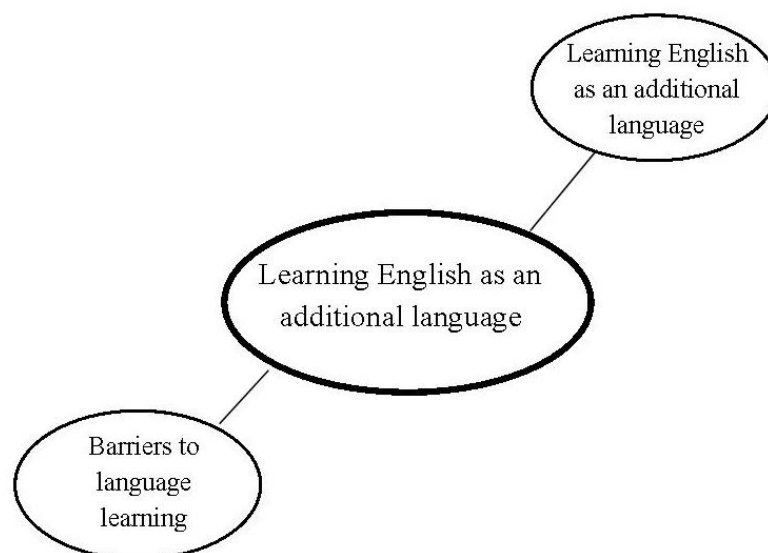 Learning English
as an additional
language
Learning English as an
additional language
Barriers to
language
learning